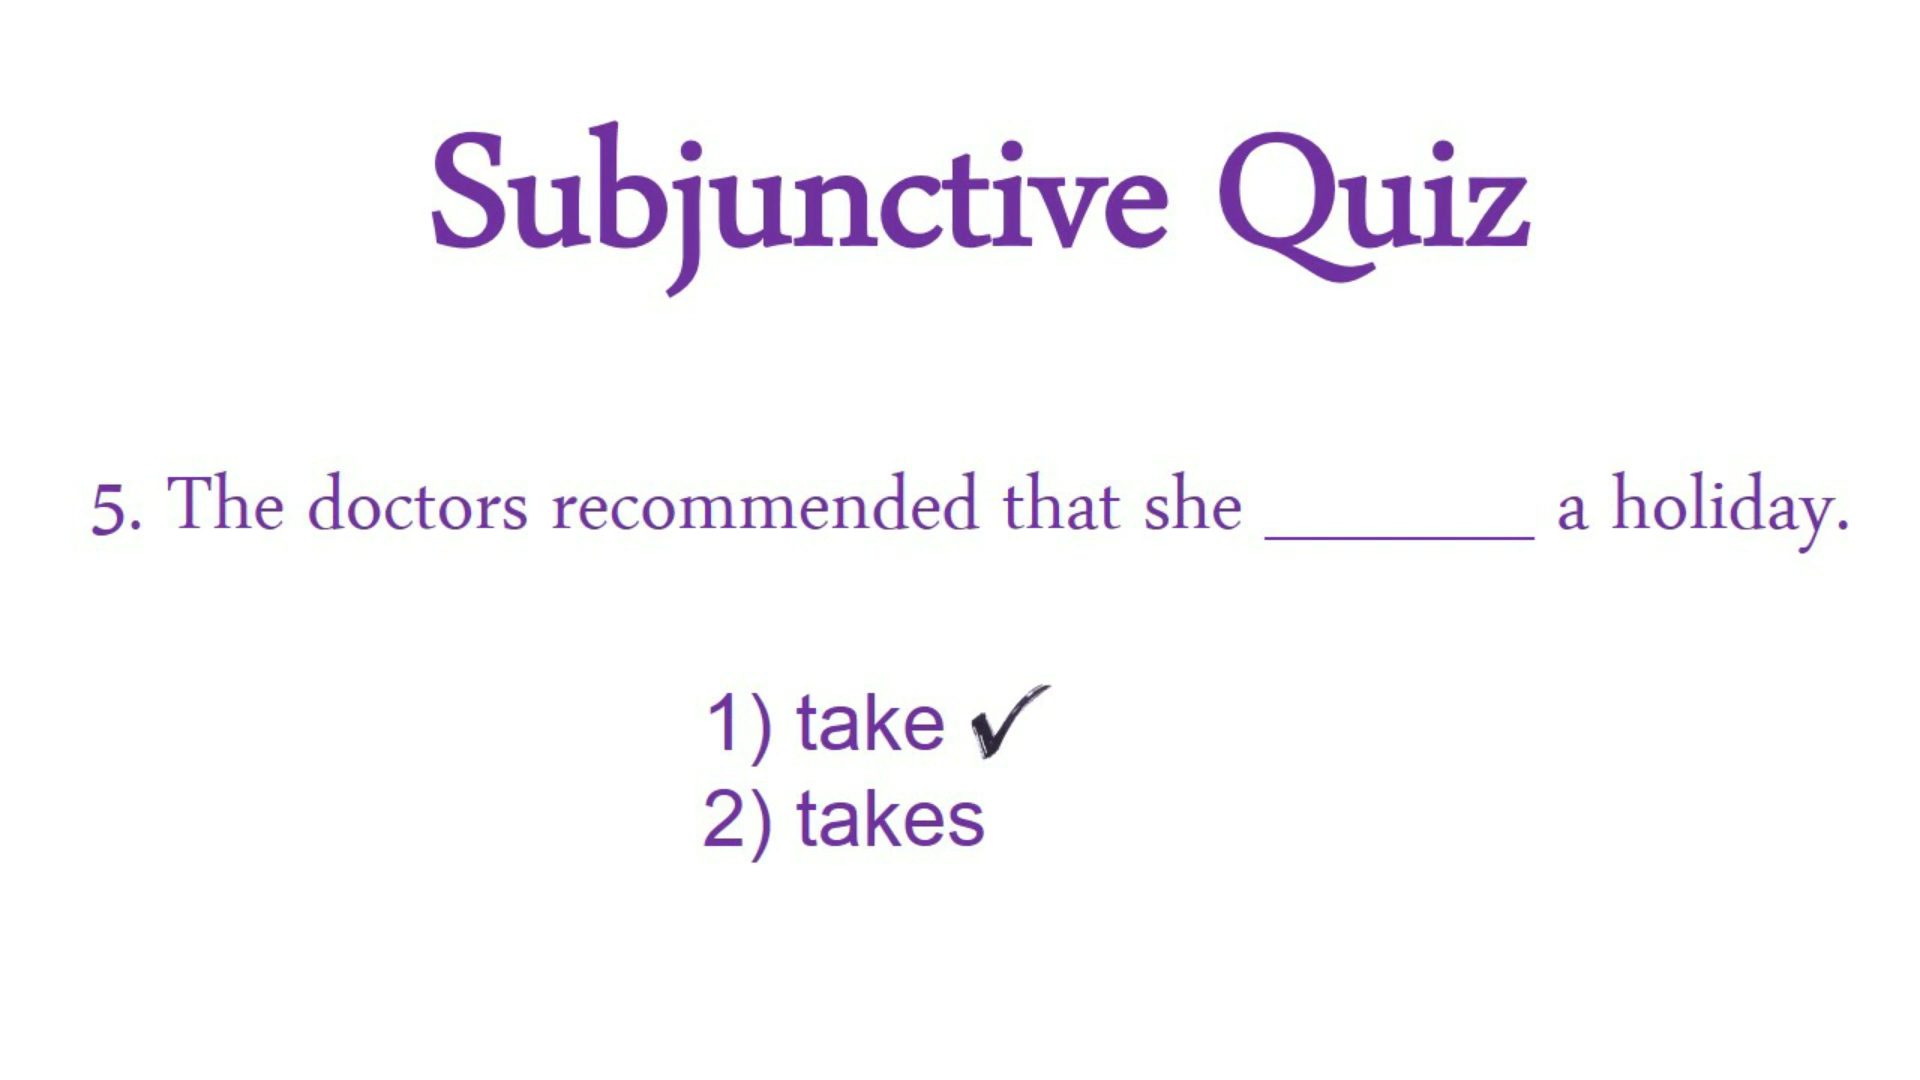 Subjunctive Quiz
5. The doctors recommended that she ________ a holiday.
1) take ✓
2) takes